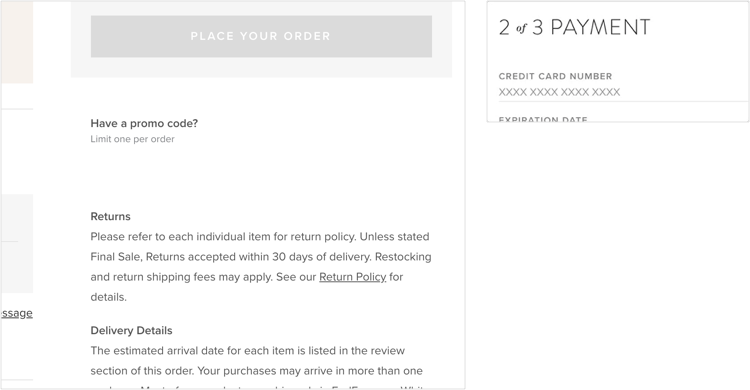 PLACE YOUR ORDER
Have a promo code?
Limit one per order
Returns
Please refer to each individual item for return policy. Unless stated
Final Sale, Returns accepted within 30 days of delivery. Restocking
and return shipping fees may apply. See our Return Policy for
details.
Delivery Details
The estimated arrival date for each item is listed in the review
section of this order. Your purchases may arrive in more than one
ssage
2 of 3 PAYMENT
CREDIT CARD NUMBER
XXXX XXXX XXXX XXXX
EXPIRATION DATE